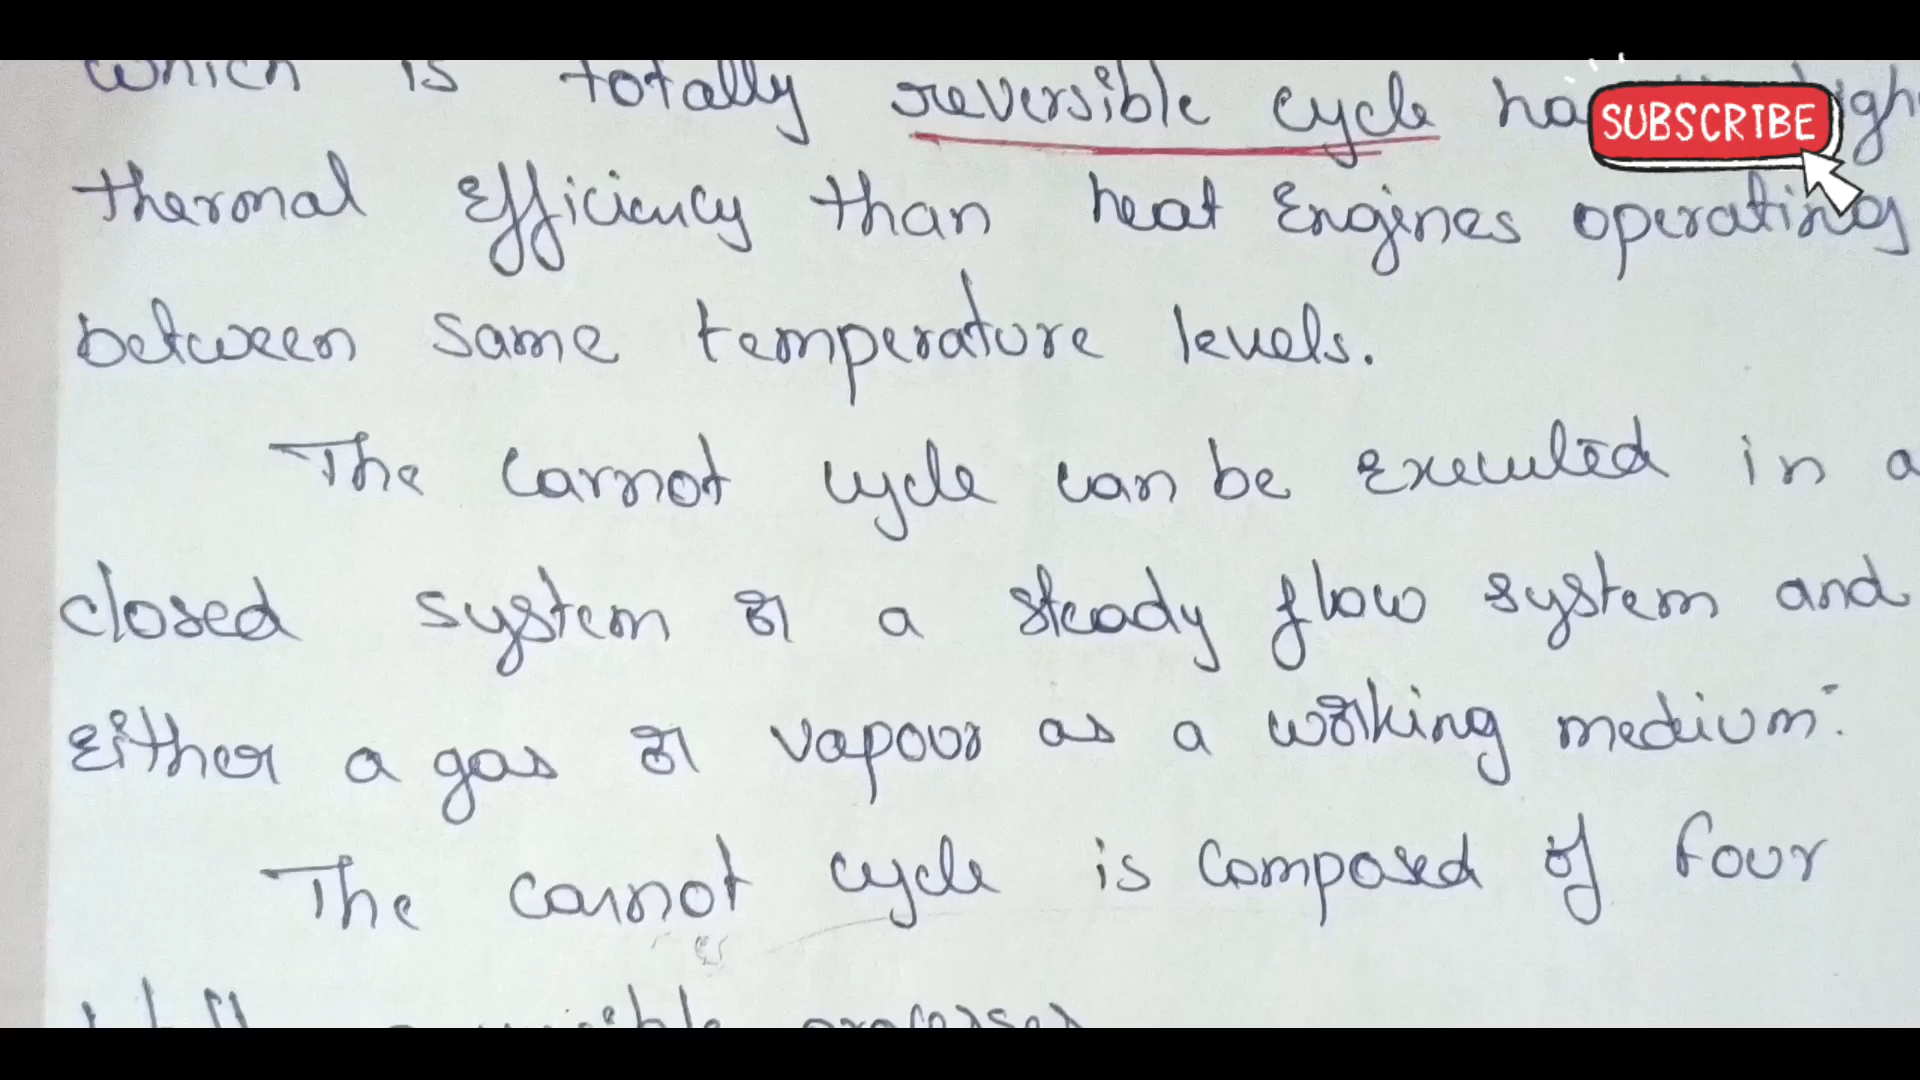 which is totally reversible cycle
SUBSCRIBE
thermal Efficiency than heat Engines operating
between same temperature levels.
The carnot cycle can be executed in a
closed system or a steady flow system and
Either a gas or vapour as a working medium.
The carnot cycle is composed of four
processes